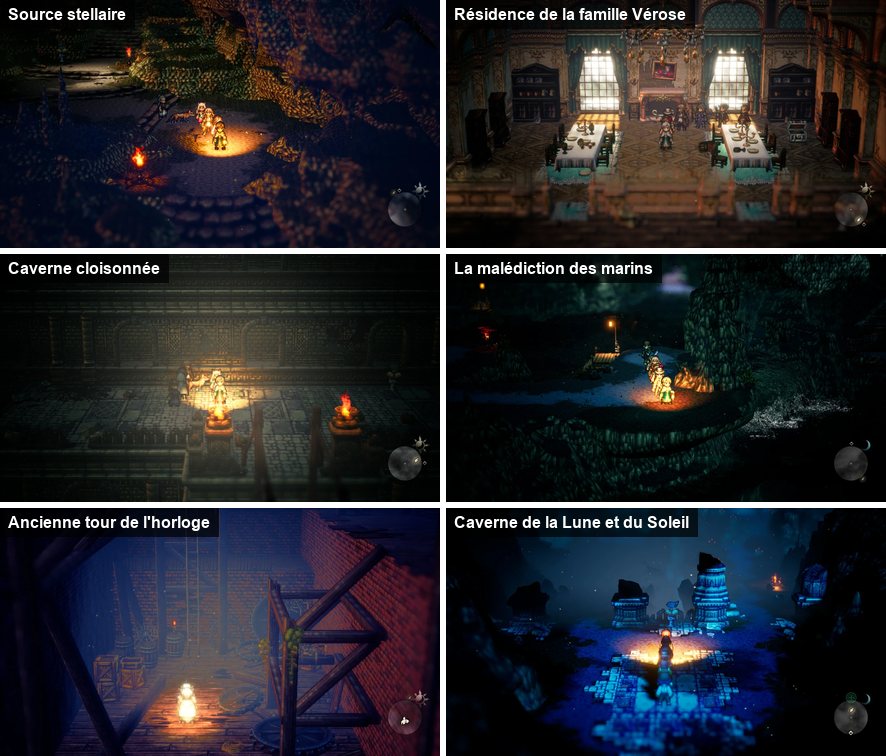 Source stellaire
Résidence de la famille Vérose
Caverne cloisonnée
La malédiction des marins
Ancienne tour de l'horloge
Caverne de la Lune et du Soleil